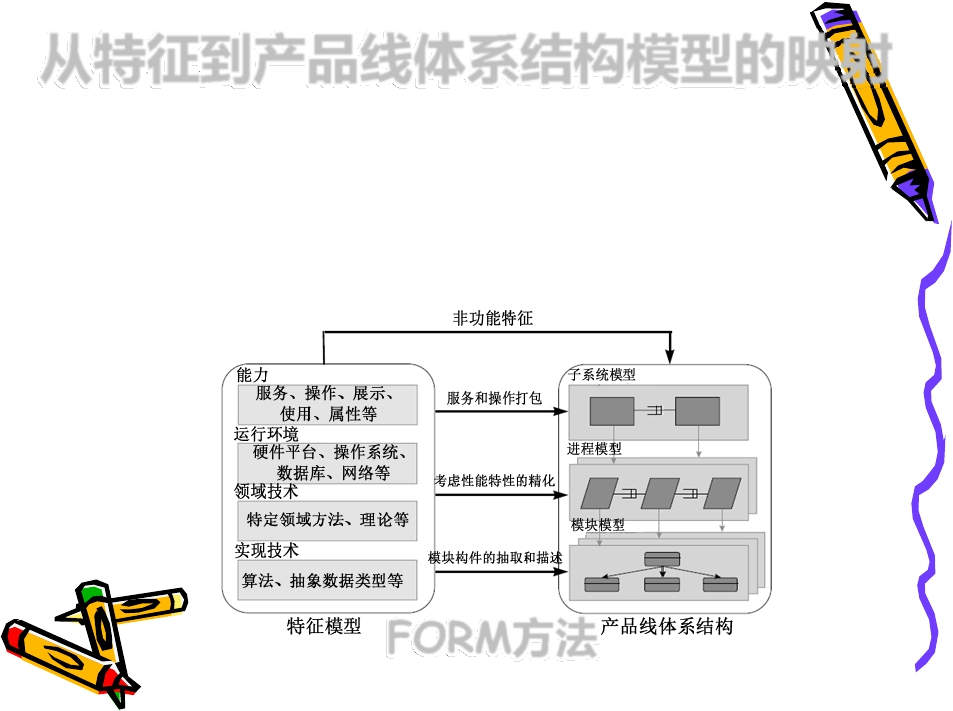 从特征到产品线体系结构模型的映射
非功能特征
能力
服务、操作、展示、
使用、属性等
运行环境
硬件平台、操作系统、
数据库、网络等
领域技术
特定领域方法、理论等
实现技术
算法、抽象数据类型等
特征模型
服务和操作打包
考虑性能特性的精化
模块构件的抽取和描述
子系统模型
进程模型
模块模型
产品线体系结构
FORM方法